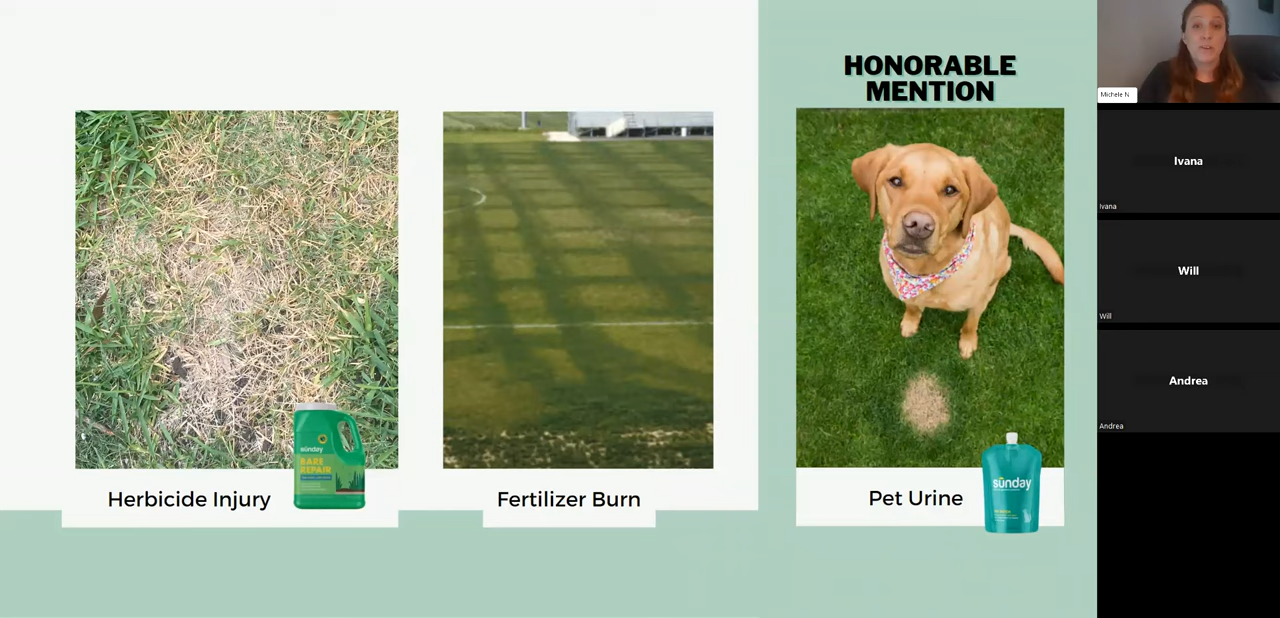 HONORABLE
MENTION
sunday
BARE
REPAIR
Herbicide Injury
Fertilizer Burn
Pet Urine
sunday
Michele N
Ivana
Ivana
Will
Will
Andrea
Andrea